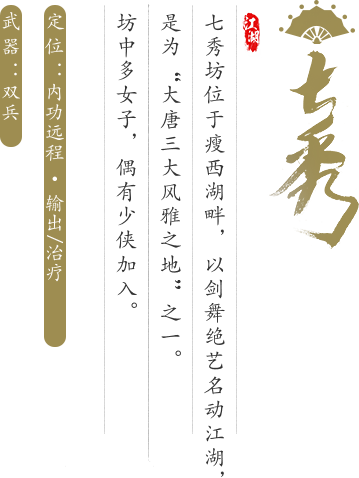 七秀
江湖
七秀坊位于瘦西湖畔，以剑舞绝艺名动江湖，
是为“大唐三大风雅之地”之一。
坊中多女子，偶有少侠加入。
定位：内功远程·输出/治疗
武器：双兵